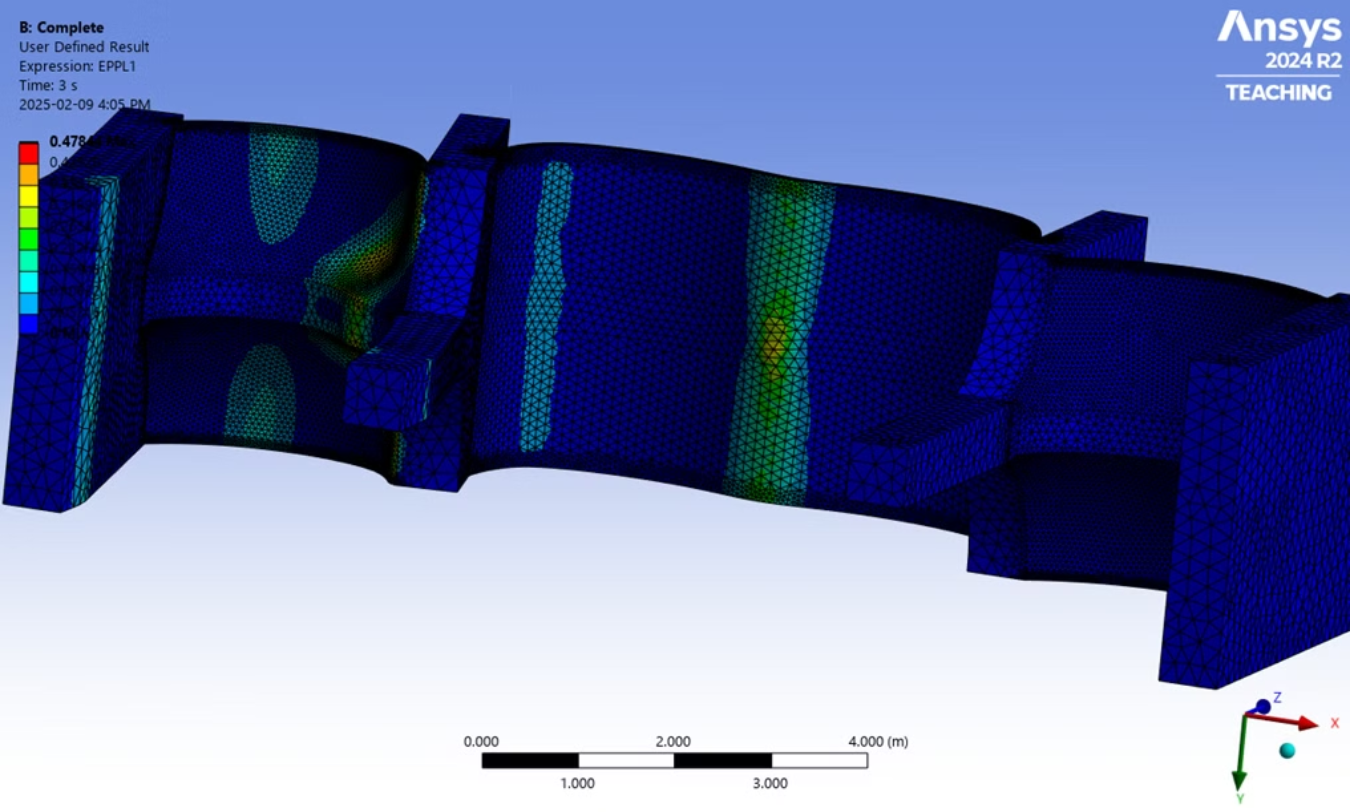 B: Complete
User Defined Result
Expression: EPPL1
Time: 3 s
2025-02-09 4:05 PM
Ansys
2024 R2
TEACHING
0.000
2.000
4.000 (m)
1.000
3.000
Z
X
Y